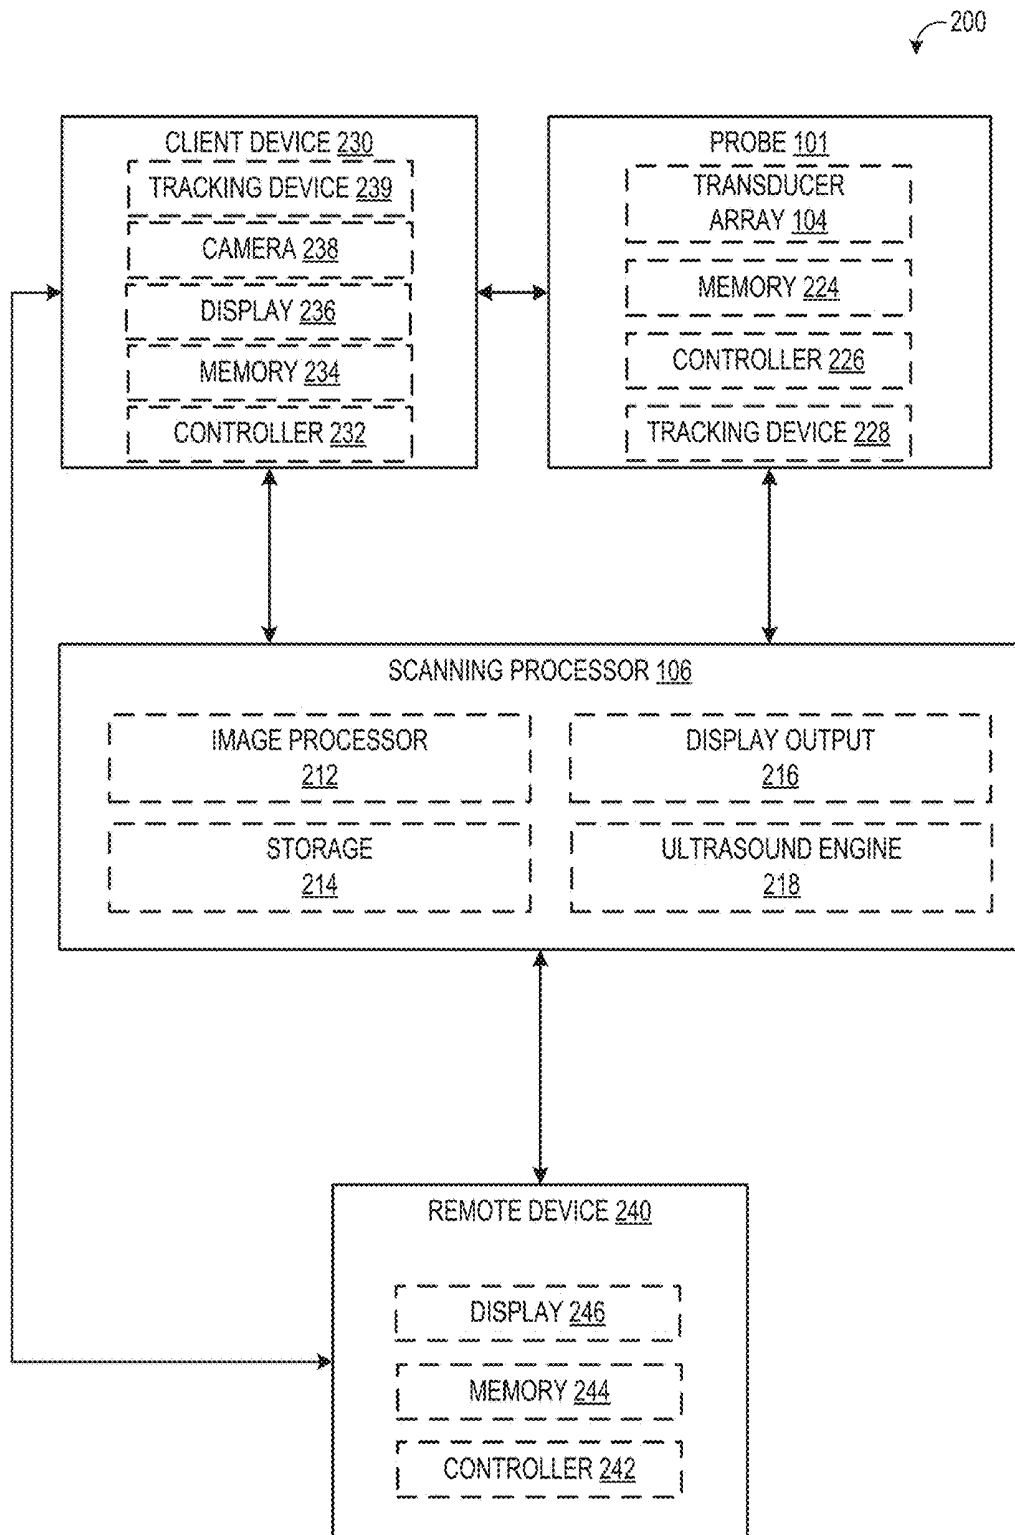 200
CLIENT DEVICE 230
TRACKING DEVICE 239
CAMERA 238
DISPLAY 236
MEMORY 234
CONTROLLER 232
PROBE 101
TRANSDUCER
ARRAY 104
MEMORY 224
CONTROLLER 226
TRACKING DEVICE 228
SCANNING PROCESSOR 106
IMAGE PROCESSOR
212
DISPLAY OUTPUT
216
STORAGE
214
ULTRASOUND ENGINE
218
REMOTE DEVICE 240
DISPLAY 246
MEMORY 244
CONTROLLER 242